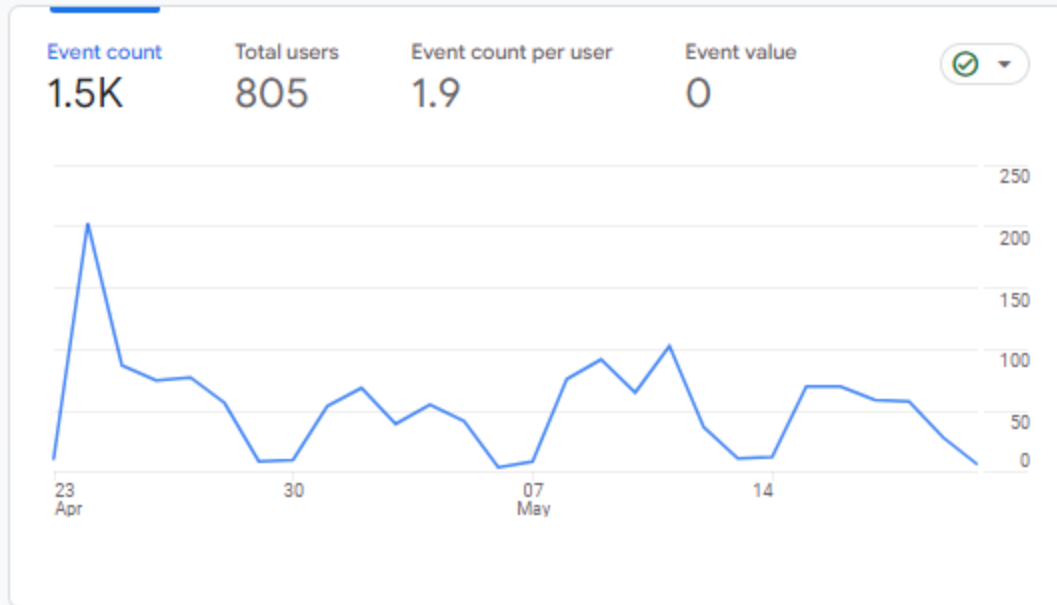 Event count Total users Event count per user Event value
1.5K 805 1.9 0
250
200
150
100
50
0
23 30 07 14
Apr May